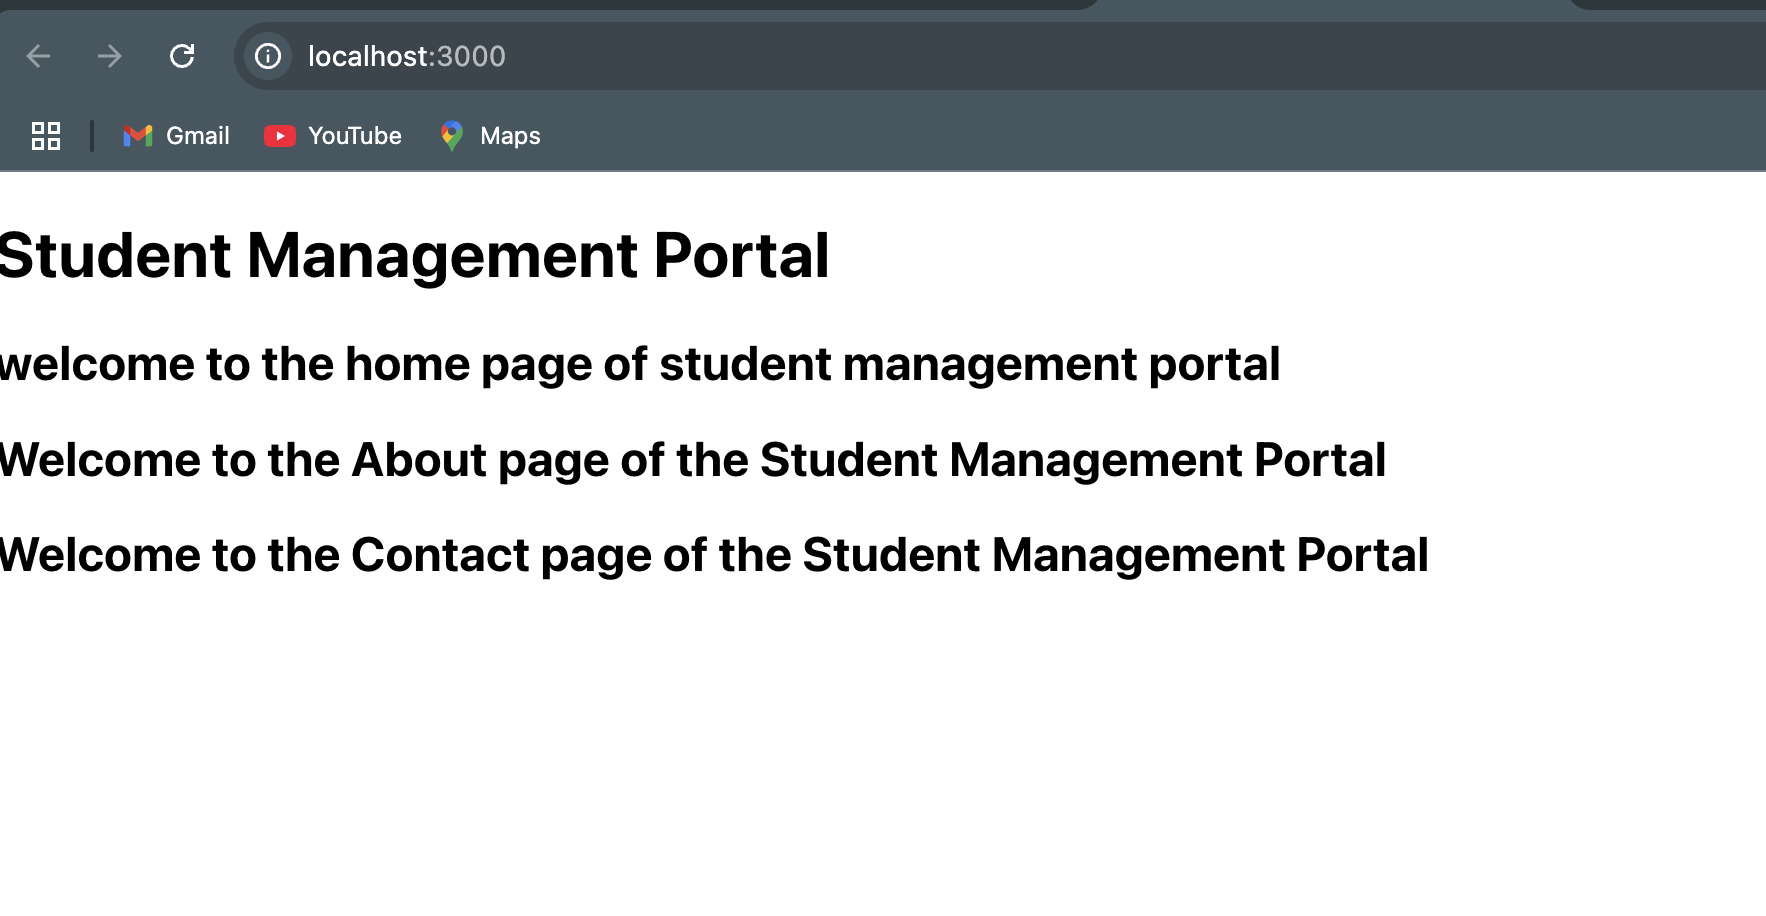 localhost:3000
Gmail YouTube Maps
Student Management Portal
welcome to the home page of student management portal
Welcome to the About page of the Student Management Portal
Welcome to the Contact page of the Student Management Portal